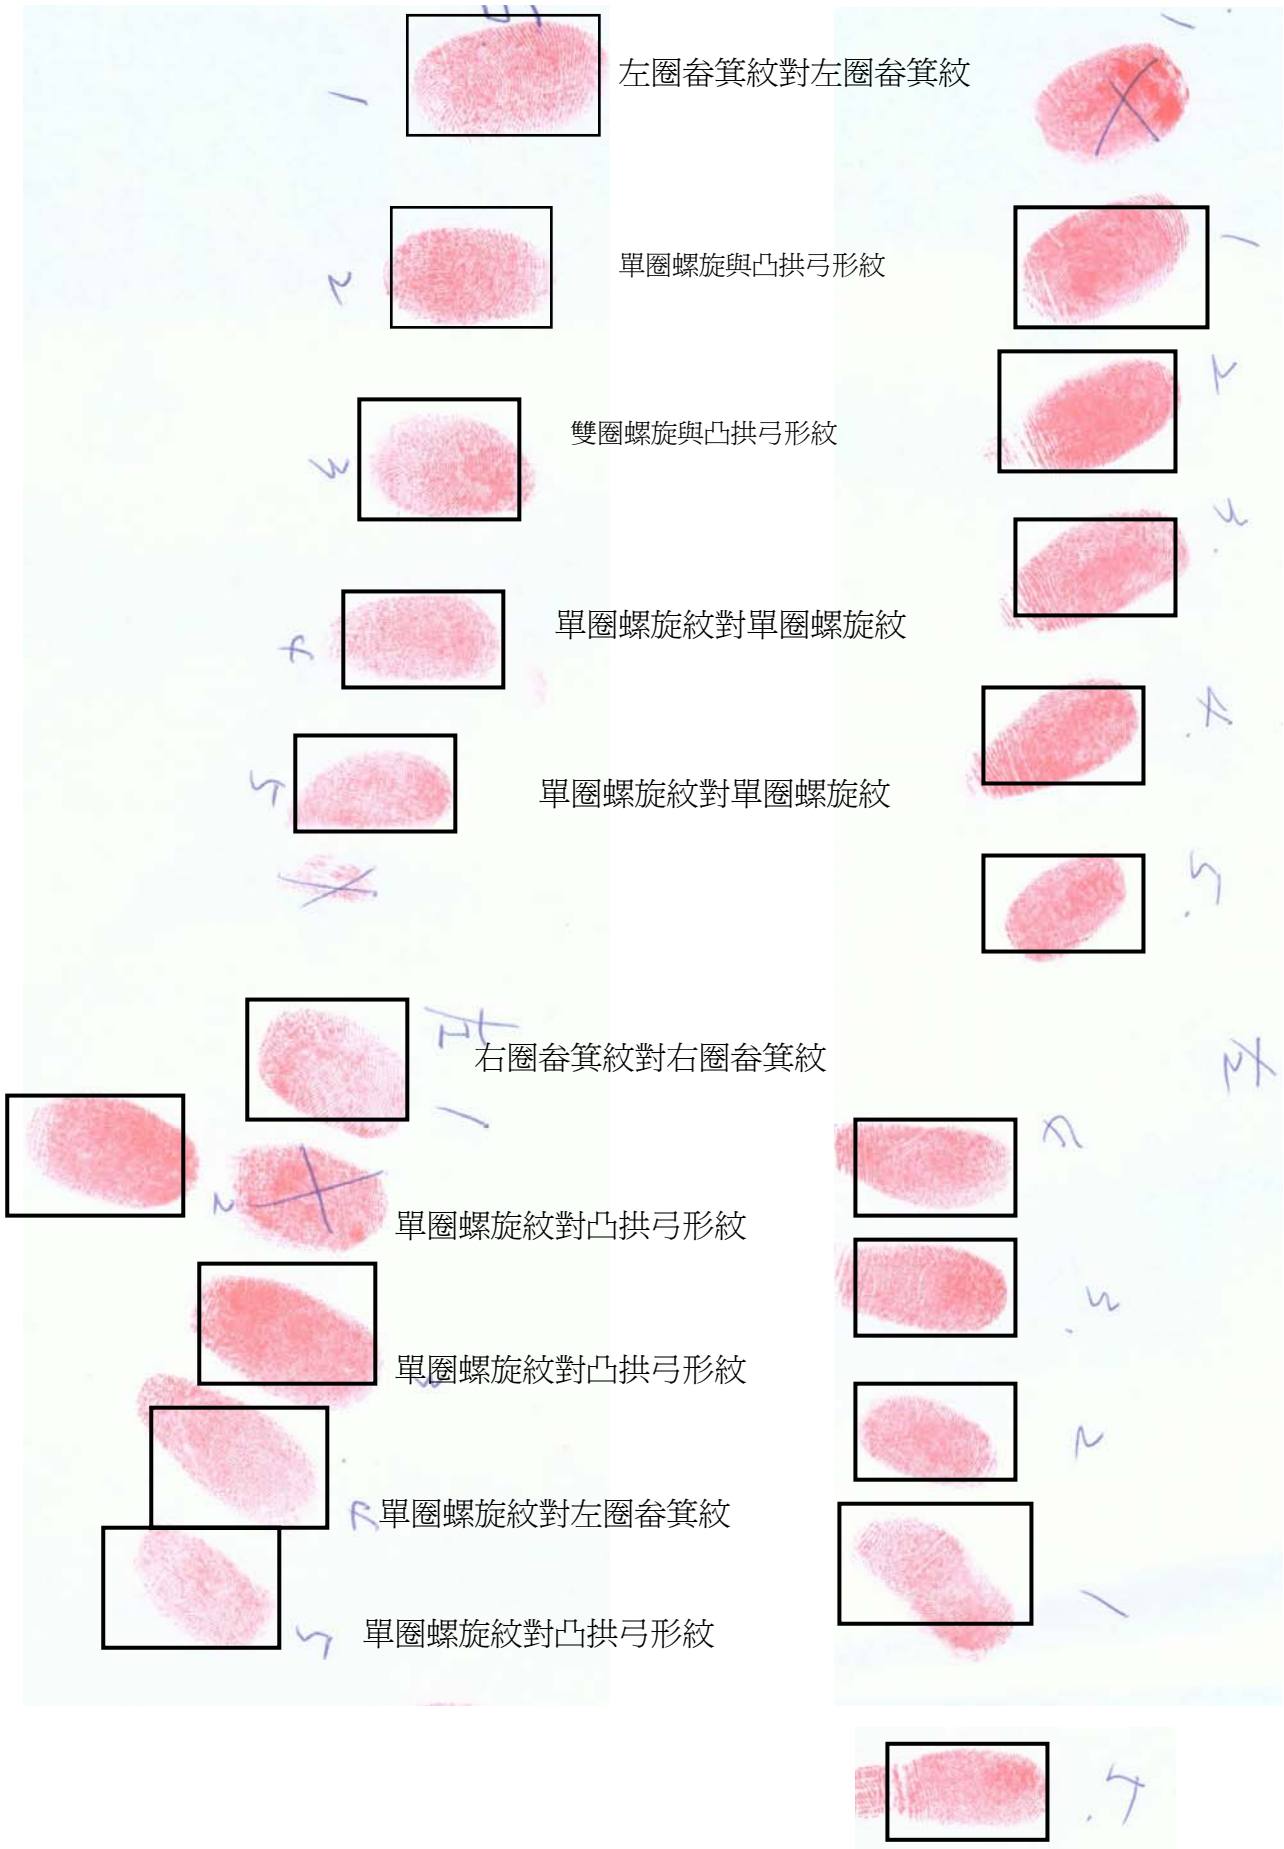 左圈畚箕紋對左圈畚箕紋
單圈螺旋與凸拱弓形紋
雙圈螺旋與凸拱弓形紋
單圈螺旋紋對單圈螺旋紋
單圈螺旋紋對單圈螺旋紋
右圈畚箕紋對右圈畚箕紋
單圈螺旋紋對凸拱弓形紋
單圈螺旋紋對凸拱弓形紋
單圈螺旋紋對左圈畚箕紋
單圈螺旋紋對凸拱弓形紋